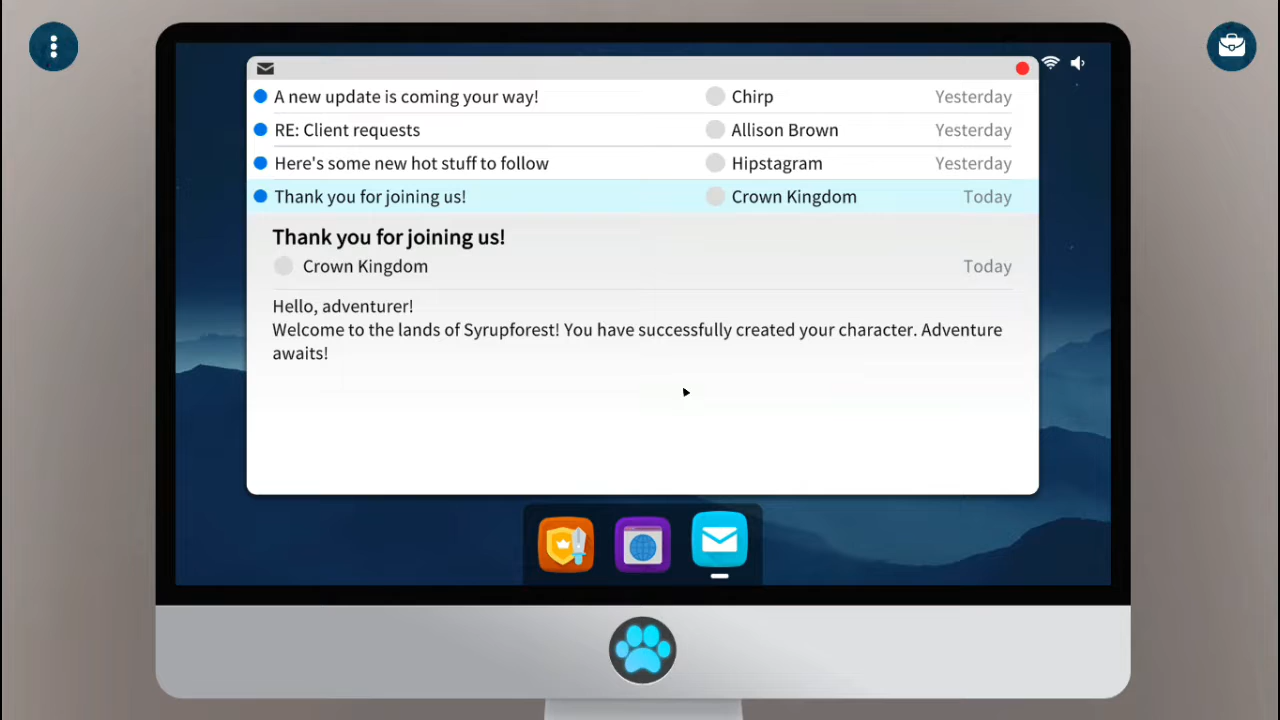 A new update is coming your way! Chirp Yesterday
RE: Client requests Allison Brown Yesterday
Here's some new hot stuff to follow Hipstagram Yesterday
Thank you for joining us! Crown Kingdom Today
Thank you for joining us!
Crown Kingdom Today
Hello, adventurer!
Welcome to the lands of Syrupforest! You have successfully created your character. Adventure
awaits!